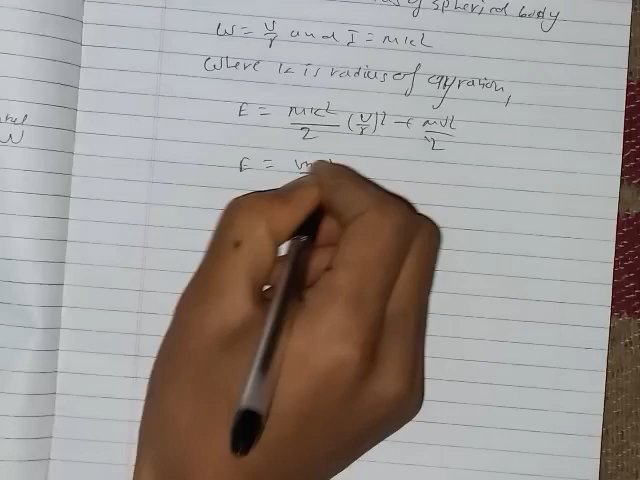 of spherical body
W = V/r and I = mk²
where k is radius of gyration,
E = mk²/2 (V/r)² + mv²/2
W
E = m